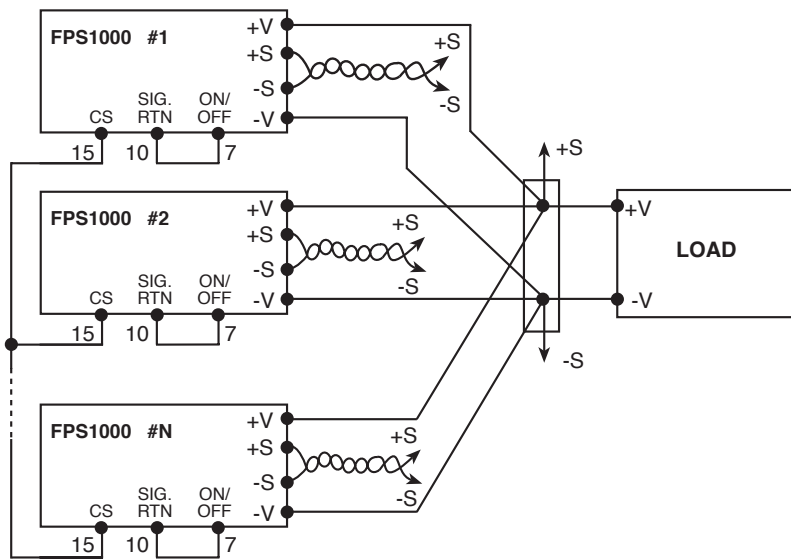 FPS1000 #1
+V
+S
-S
-V
CS
SIG.
RTN
ON/
OFF
15
10
7
+S
-S
FPS1000 #2
+V
+S
-S
-V
CS
SIG.
RTN
ON/
OFF
15
10
7
+S
-S
FPS1000 #N
+V
+S
-S
-V
CS
SIG.
RTN
ON/
OFF
15
10
7
+S
-S
+S
-S
+V
LOAD
-V